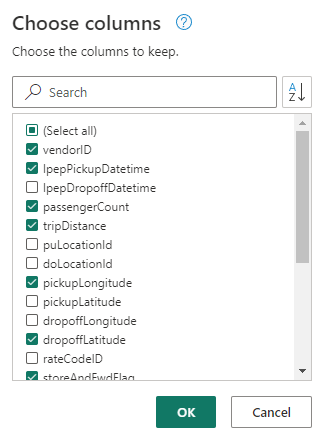 Choose columns
Choose the columns to keep.
Search
A
Z
(Select all)
vendorID
lpepPickupDatetime
lpepDropoffDatetime
passengerCount
tripDistance
puLocationId
doLocationId
pickupLongitude
pickupLatitude
dropoffLongitude
dropoffLatitude
rateCodeID
storeAndFwdFlag
OK
Cancel